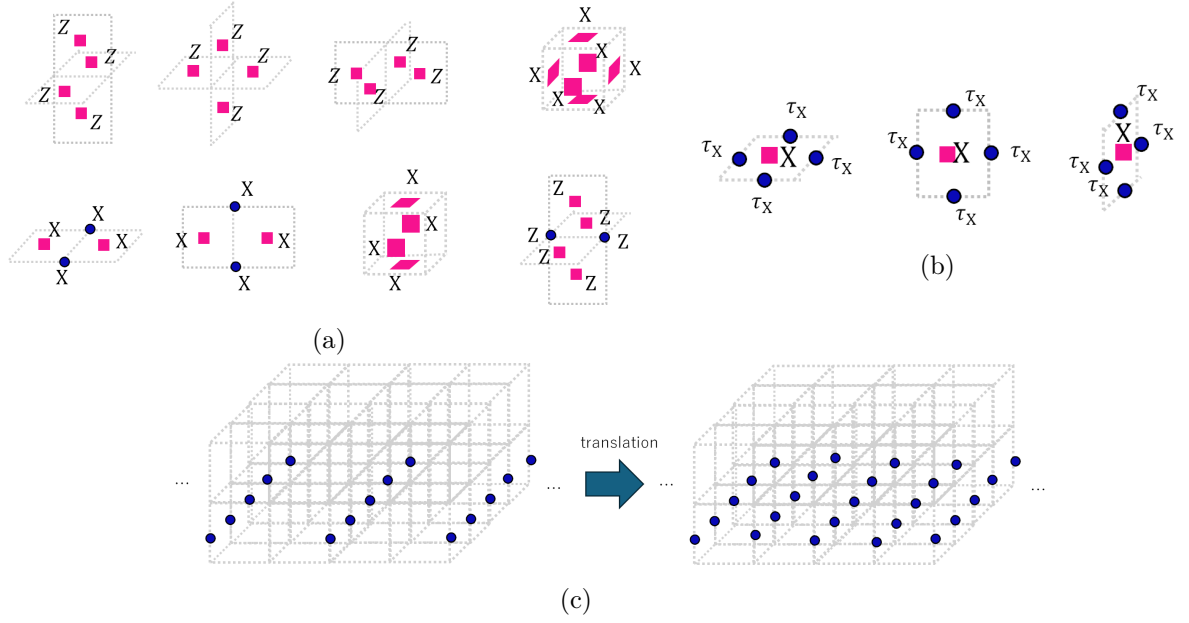 Z Z Z Z X
Z Z Z Z Z Z
X X
Z Z Z Z X X
X
τX τX τX
τX τX X τX X τX X τX
τX τX τX τX
X X X X
X X X X X X Z Z
Z Z Z
X X X Z
(b)
(a)
translation
... ... ... ...
(c)